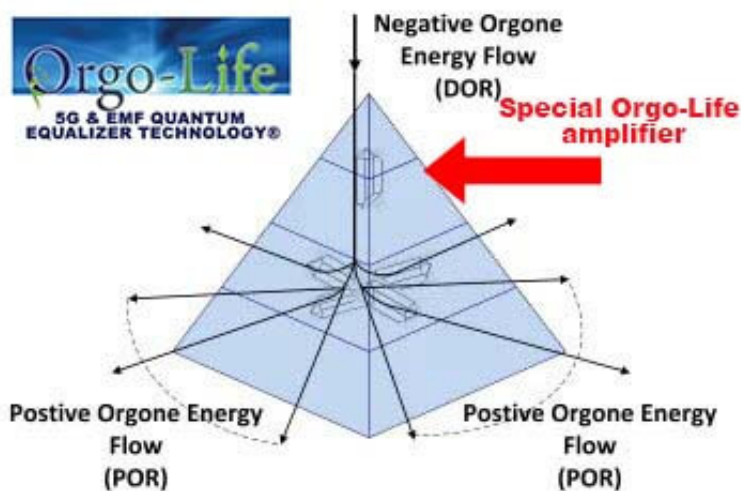 Orgo-Life
5G & EMF QUANTUM
EQUALIZER TECHNOLOGY®
Negative Orgone
Energy Flow
(DOR)
Special Orgo-Life
amplifier
Postive Orgone Energy
Flow
(POR)
Postive Orgone Energy
Flow
(POR)